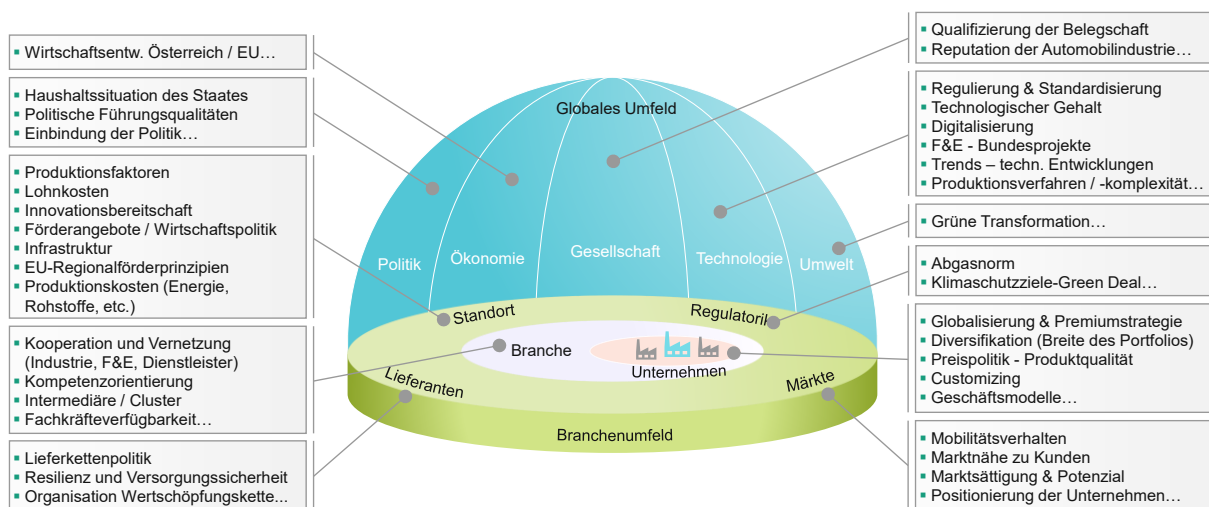 ▪ Wirtschaftsentw. Österreich / EU…
▪ Haushaltssituation des Staates
▪ Politische Führungsqualitäten
▪ Einbindung der Politik…
▪ Produktionsfaktoren
▪ Lohnkosten
▪ Innovationsbereitschaft
▪ Förderangebote / Wirtschaftspolitik
▪ Infrastruktur
▪ EU-Regionalförderprinzipien
▪ Produktionskosten (Energie,
Rohstoffe, etc.)
▪ Kooperation und Vernetzung
(Industrie, F&E, Dienstleister)
▪ Kompetenzorientierung
▪ Intermediäre / Cluster
▪ Fachkräfteverfügbarkeit…
▪ Lieferkettenpolitik
▪ Resilienz und Versorgungssicherheit
▪ Organisation Wertschöpfungskette...
Globales Umfeld
Politik
Ökonomie
Gesellschaft
Technologie
Umwelt
Standort
Regulatorik
Branche
Unternehmen
Lieferanten
Märkte
Branchenumfeld
▪ Qualifizierung der Belegschaft
▪ Reputation der Automobilindustrie…
▪ Regulierung & Standardisierung
▪ Technologischer Gehalt
▪ Digitalisierung
▪ F&E - Bundesprojekte
▪ Trends – techn. Entwicklungen
▪ Produktionsverfahren / -komplexität…
▪ Grüne Transformation…
▪ Abgasnorm
▪ Klimaschutzziele-Green Deal…
▪ Globalisierung & Premiumstrategie
▪ Diversifikation (Breite des Portfolios)
▪ Preispolitik - Produktqualität
▪ Customizing
▪ Geschäftsmodelle…
▪ Mobilitätsverhalten
▪ Marktnähe zu Kunden
▪ Marktsättigung & Potenzial
▪ Positionierung der Unternehmen…